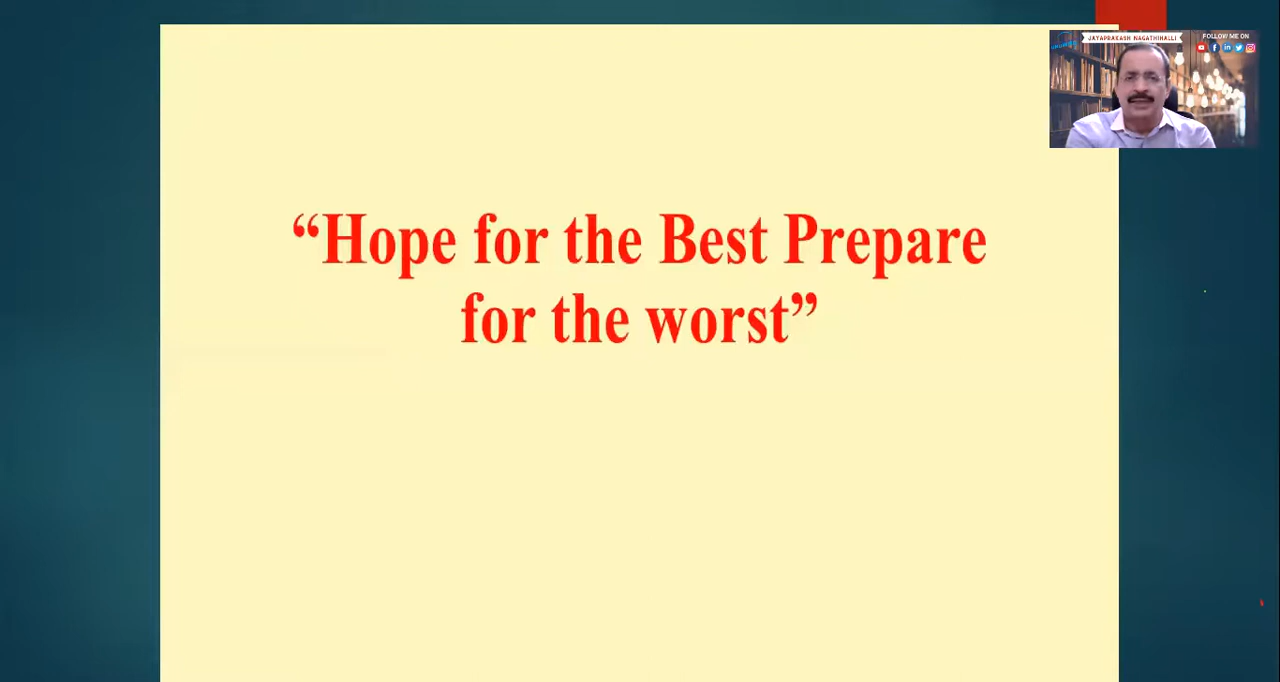 JAYAPRAKASH NAGATHIHALLI
FOLLOW ME ON
“Hope for the Best Prepare
for the worst”